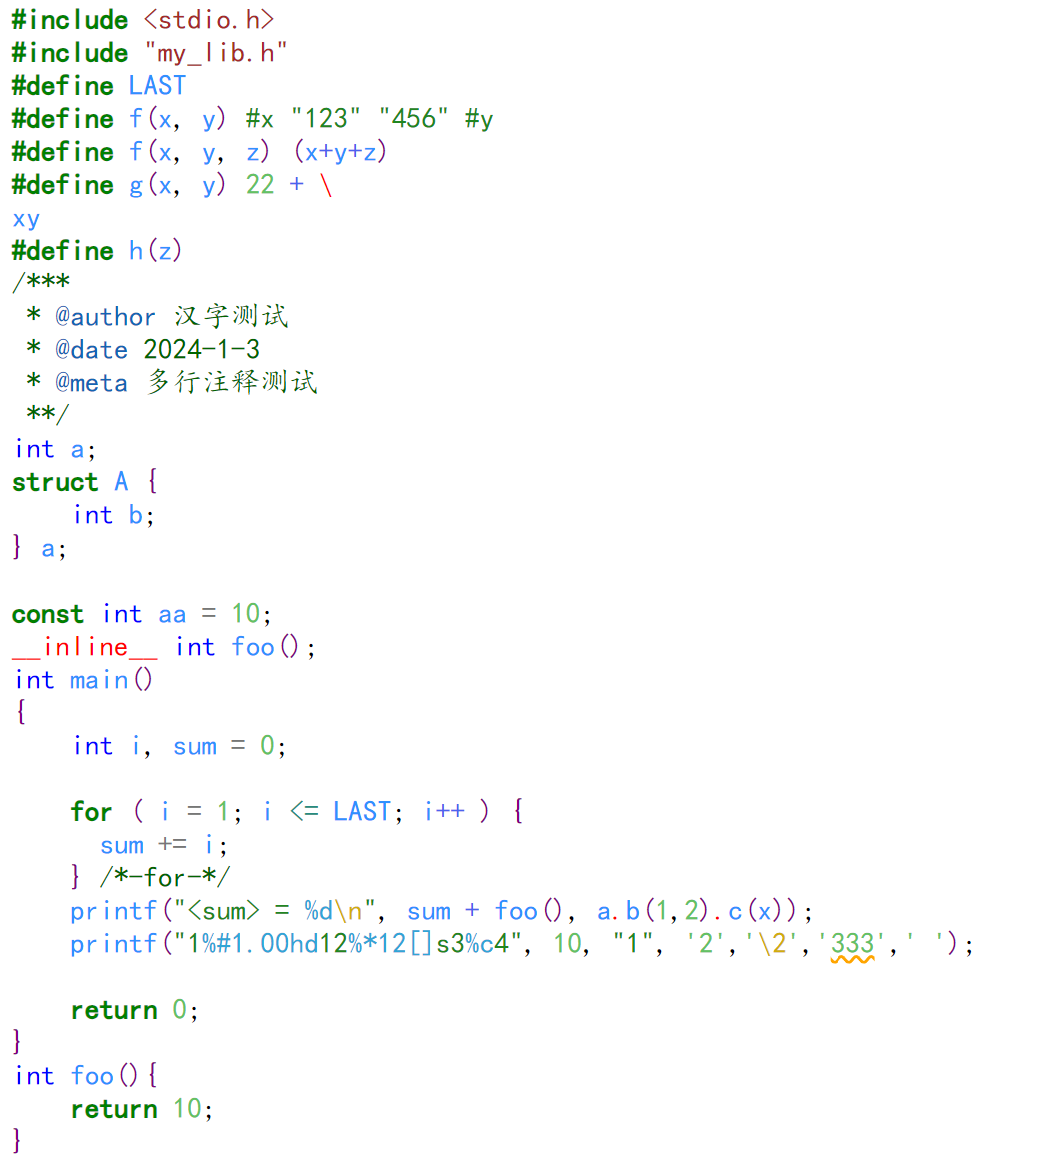 #include <stdio.h>
#include "my_lib.h"
#define LAST
#define f(x, y) #x "123" "456" #y
#define f(x, y, z) (x+y+z)
#define g(x, y) 22 + \
xy
#define h(z)
/***
 * @author 汉字测试
 * @date 2024-1-3
 * @meta 多行注释测试
 **/
int a;
struct A {
    int b;
} a;

const int aa = 10;
__inline__ int foo();
int main()
{
    int i, sum = 0;

    for ( i = 1; i <= LAST; i++ ) {
      sum += i;
    } /*-for-*/
    printf("<sum> = %d\n", sum + foo(), a.b(1,2).c(x));
    printf("1%#1.00hd12%*12[]s3%c4", 10, "1", '2','\2','333',' ');

    return 0;
}
int foo(){
    return 10;
}